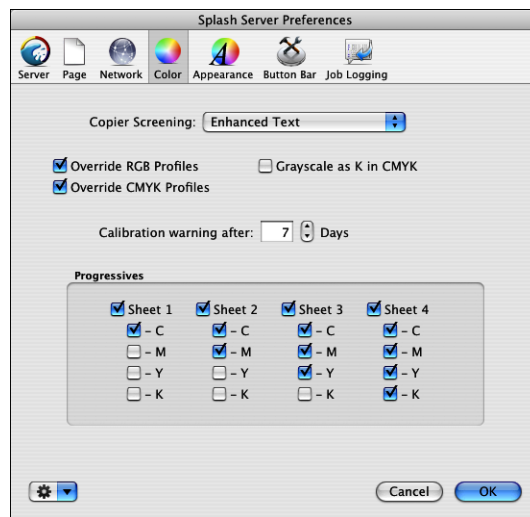 Splash Server Preferences
Server Page Network Color Appearance Button Bar Job Logging
Copier Screening: Enhanced Text
Override RGB Profiles Grayscale as K in CMYK
Override CMYK Profiles
Calibration warning after: 7 Days
Progressives
Sheet 1 Sheet 2 Sheet 3 Sheet 4
- C - C - C - C
- M - M - M - M
- Y - Y - Y - Y
- K - K - K - K
Cancel OK